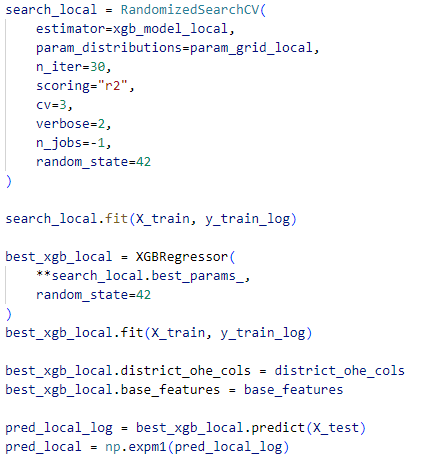 search_local = RandomizedSearchCV(
    estimator=xgb_model_local,
    param_distributions=param_grid_local,
    n_iter=30,
    scoring="r2",
    cv=3,
    verbose=2,
    n_jobs=-1,
    random_state=42
)
search_local.fit(X_train, y_train_log)
best_xgb_local = XGBRegressor(
    **search_local.best_params_,
    random_state=42
)
best_xgb_local.fit(X_train, y_train_log)
best_xgb_local.district_ohe_cols = district_ohe_cols
best_xgb_local.base_features = base_features
pred_local_log = best_xgb_local.predict(X_test)
pred_local = np.expm1(pred_local_log)